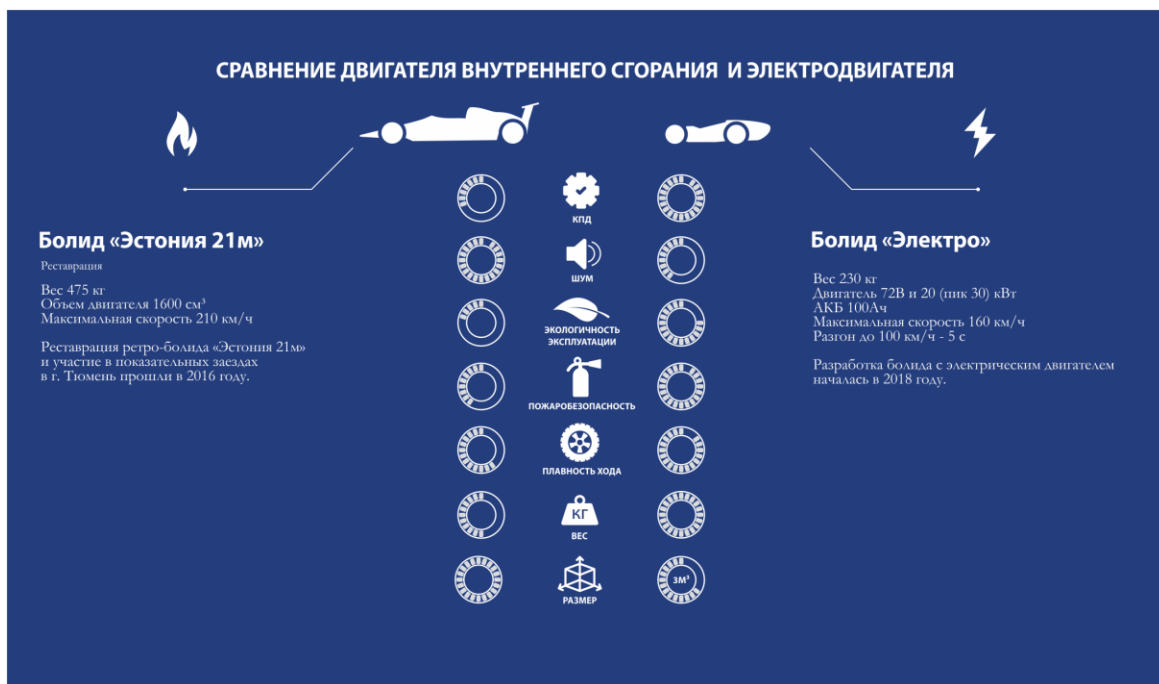 СРАВНЕНИЕ ДВИГАТЕЛЯ ВНУТРЕННЕГО СГОРАНИЯ И ЭЛЕКТРОДВИГАТЕЛЯ
Болид «Эстония 21м»
Реставрация
Вес 475 кг
Объем двигателя 1600 см³
Максимальная скорость 210 км/ч
Реставрация ретро-болида «Эстония 21м»
и участие в показательных заездах
в г. Тюмень прошли в 2016 году.
КПД
ШУМ
ЭКОЛОГИЧНОСТЬ
ЭКСПЛУАТАЦИИ
ПОЖАРОБЕЗОПАСНОСТЬ
ПЛАВНОСТЬ ХОДА
КГ
ВЕС
РАЗМЕР
3М³
Болид «Электро»
Вес 230 кг
Двигатель 72В и 20 (пик 30) кВт
АКБ 100Ач
Максимальная скорость 160 км/ч
Разгон до 100 км/ч - 5 с
Разработка болида с электрическим двигателем
началась в 2018 году.